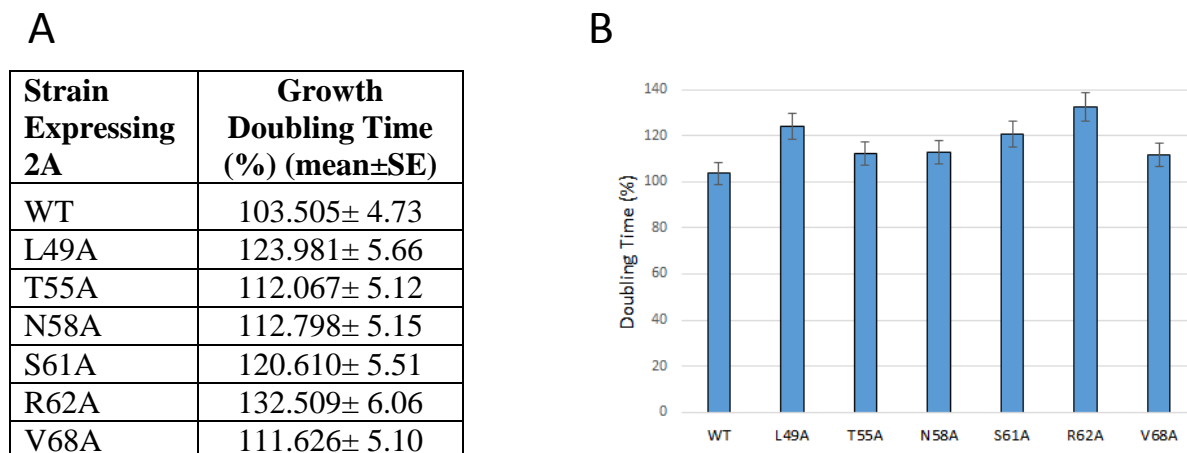 A
Strain Expressing 2A Growth Doubling Time (%) (mean±SE)
WT 103.505± 4.73
L49A 123.981± 5.66
T55A 112.067± 5.12
N58A 112.798± 5.15
S61A 120.610± 5.51
R62A 132.509± 6.06
V68A 111.626± 5.10
B
Doubling Time (%)
140
120
100
80
60
40
20
0
WT L49A T55A N58A S61A R62A V68A